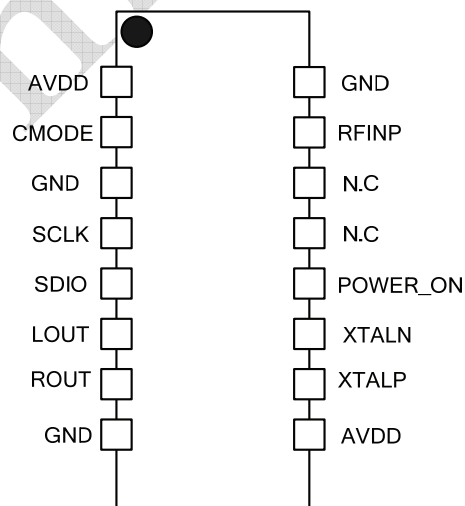 AVDD GND
CMODE RFINP
GND N.C
SCLK N.C
SDIO POWER_ON
LOUT XTALN
ROUT XTALP
GND AVDD